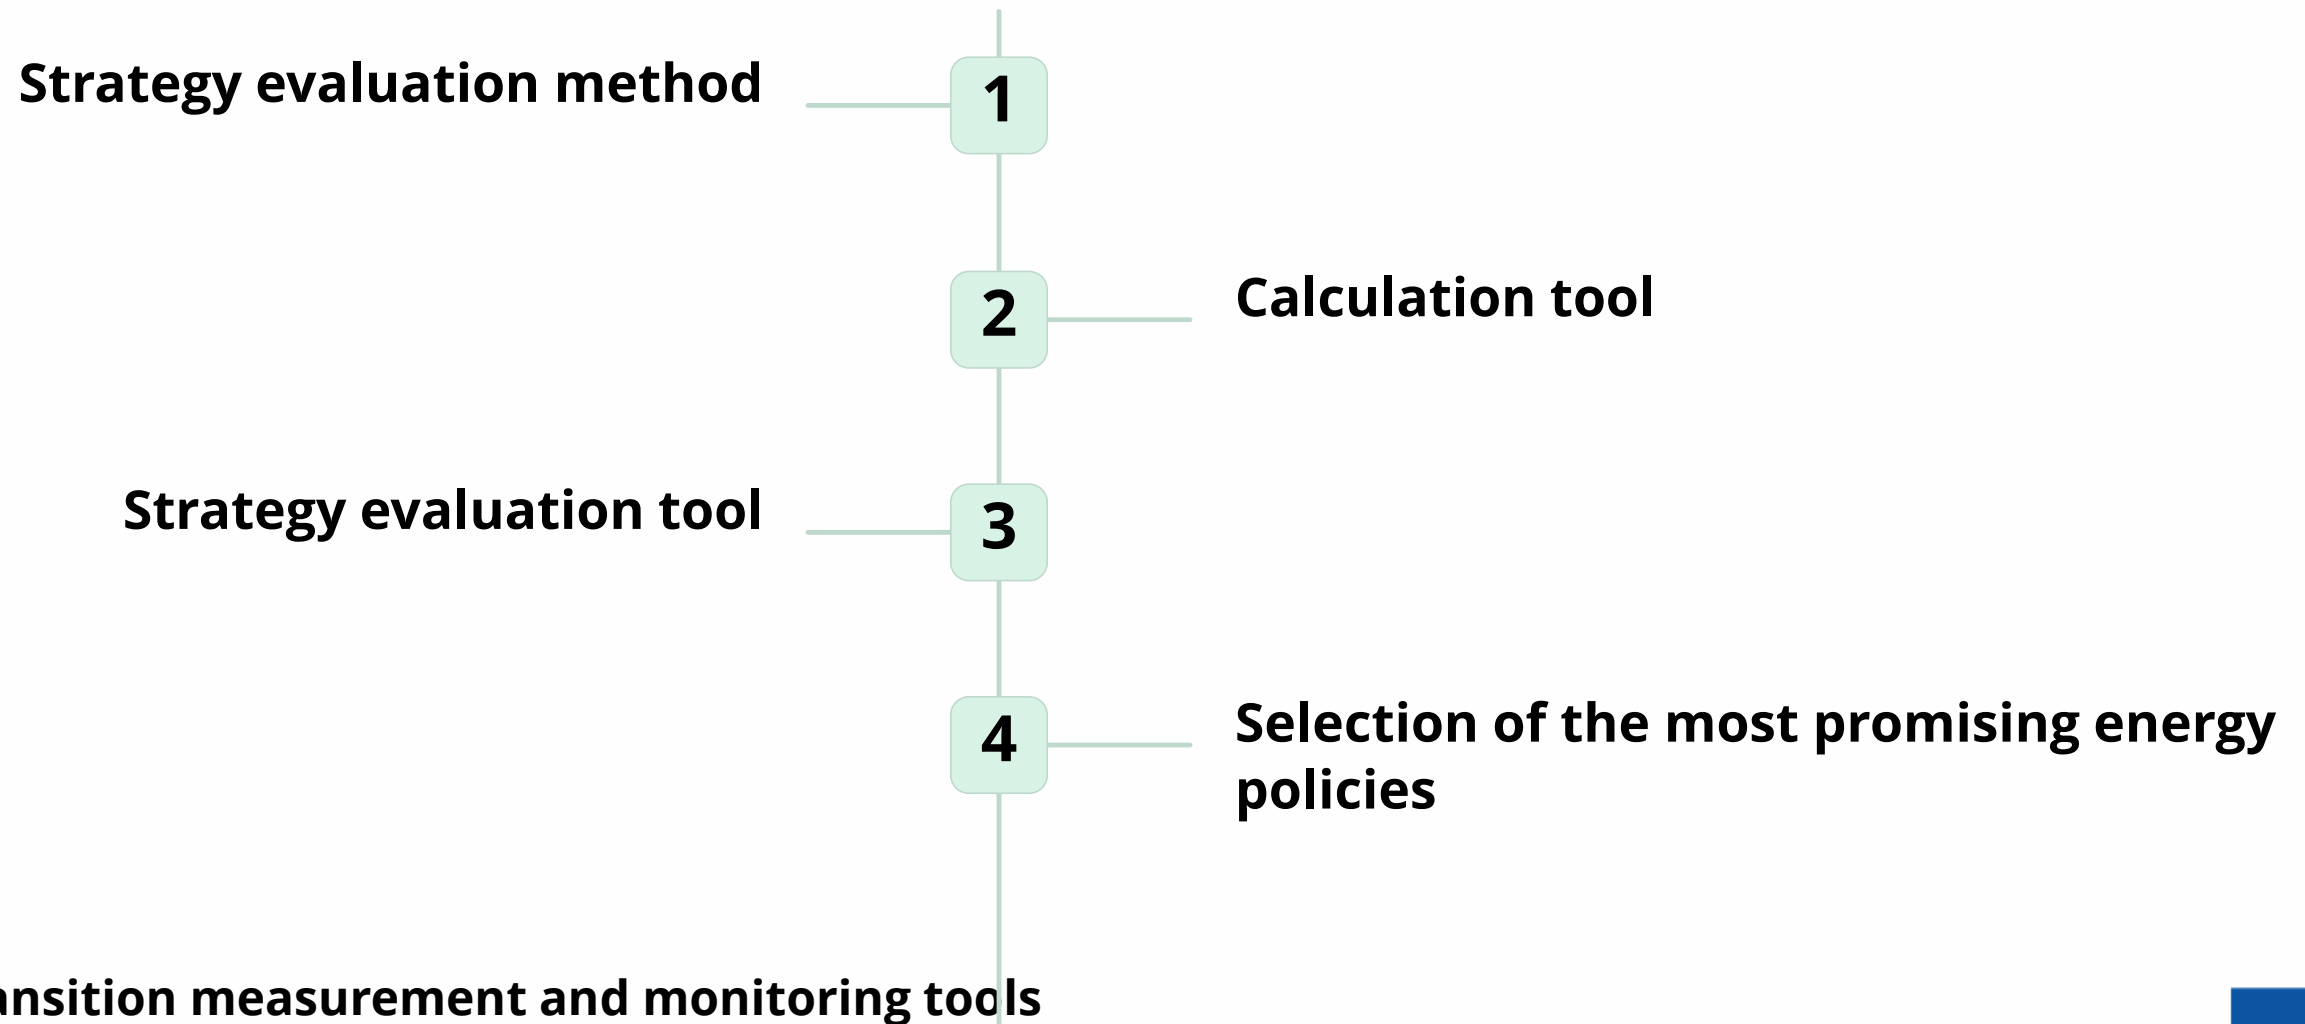 Strategy evaluation method
1
2
Calculation tool
Strategy evaluation tool
3
4
Selection of the most promising energy
policies
measurement and monitoring tools